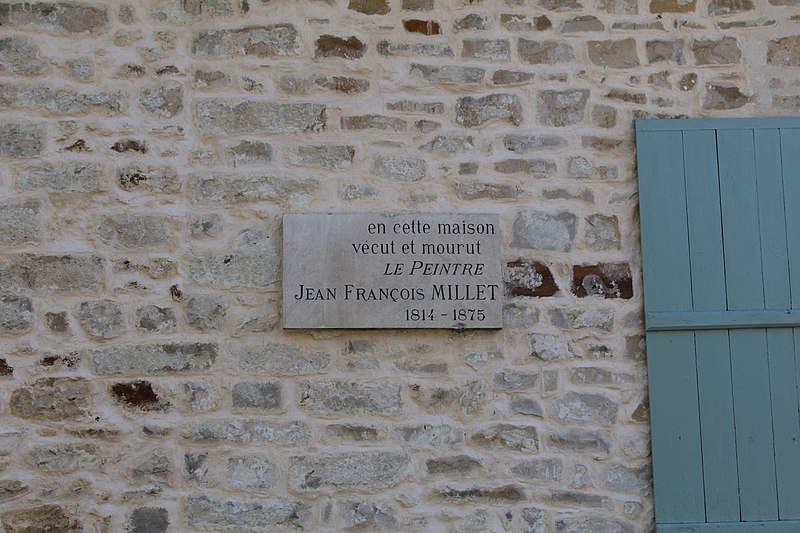 en cette maison
vécut et mourut
LE PEINTRE
JEAN FRANÇOIS MILLET
1814 - 1875